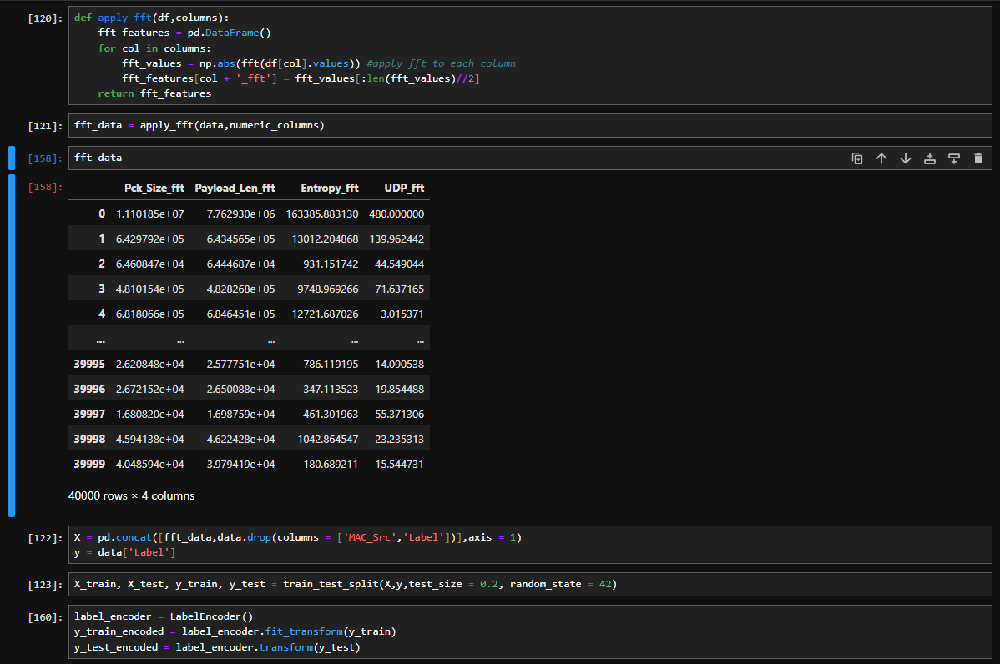 [120]: def apply_fft(df,columns):
fft_features = pd.DataFrame()
for col in columns:
fft_values = np.abs(fft(df[col].values)) #apply fft to each column
fft_features[col + '_fft'] = fft_values[:len(fft_values)//2]
return fft_features
[121]: fft_data = apply_fft(data,numeric_columns)
[158]: fft_data
[158]: Pck_Size_fft Payload_Len_fft Entropy_fft UDP_fft
0 1.110185e+07 7.762930e+06 163385.883130 480.000000
1 6.429792e+05 6.434565e+05 13012.204868 139.962442
2 6.460847e+04 6.444687e+04 931.151742 44.549044
3 4.810154e+05 4.828268e+05 9748.969266 71.637165
4 6.818066e+05 6.846451e+05 12721.687026 3.015371
... ... ... ... ...
39995 2.620848e+04 2.577751e+04 786.119195 14.090538
39996 2.672152e+04 2.650088e+04 347.113523 19.854488
39997 1.680820e+04 1.698759e+04 461.301963 55.371306
39998 4.594138e+04 4.622428e+04 1042.864547 23.235313
39999 4.048594e+04 3.979419e+04 180.689211 15.544731
40000 rows × 4 columns
[122]: X = pd.concat([fft_data,data.drop(columns = ['MAC_Src','Label'])],axis = 1)
y = data['Label']
[123]: X_train, X_test, y_train, y_test = train_test_split(X,y,test_size = 0.2, random_state = 42)
[160]: label_encoder = LabelEncoder()
y_train_encoded = label_encoder.fit_transform(y_train)
y_test_encoded = label_encoder.transform(y_test)